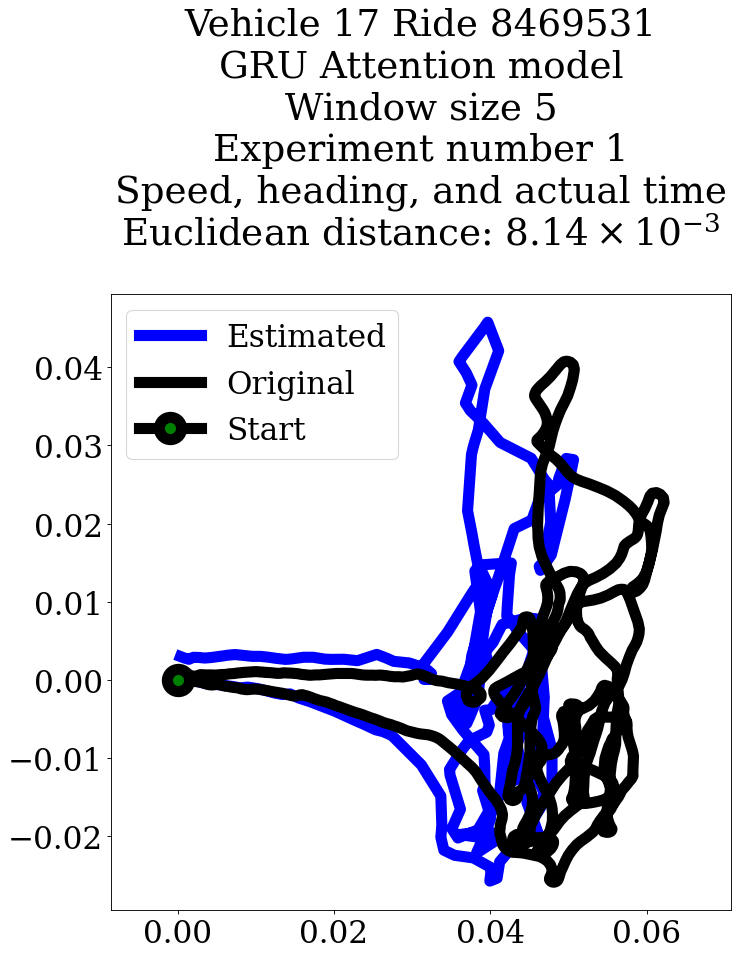 Vehicle 17 Ride 8469531
GRU Attention model
Window size 5
Experiment number 1
Speed, heading, and actual time
Euclidean distance: 8.14 × 10⁻³
Estimated
Original
Start
0.04
0.03
0.02
0.01
0.00
−0.01
−0.02
0.00 0.02 0.04 0.06